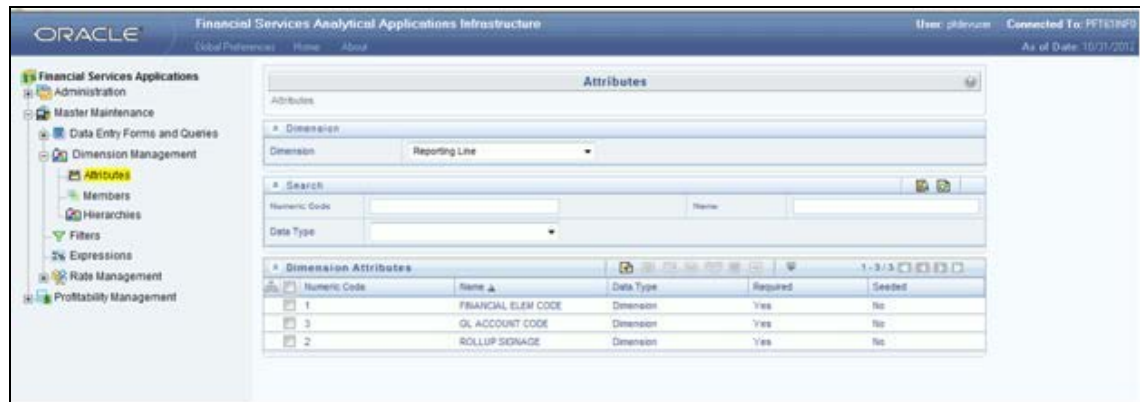 ORACLE
Financial Services Analytical Applications Infrastructure
Connected To: PFT61INFO
User:
Global Preferences Home About
As of Date: 10/31/2012
Financial Services Applications
Administration
Master Maintenance
Data Entry Forms and Queries
Dimension Management
Attributes
Members
Hierarchies
Filters
Expressions
Rate Management
Profitability Management
Attributes
Attributes
Dimension
Dimension Reporting Line
Search
Numeric Code Name
Data Type
Dimension Attributes 1-3/3
Numeric Code Name Data Type Required Seeded
1 FINANCIAL ELEM CODE Dimension Yes No
3 GL ACCOUNT CODE Dimension Yes No
2 ROLLUP SIGNAGE Dimension Yes No